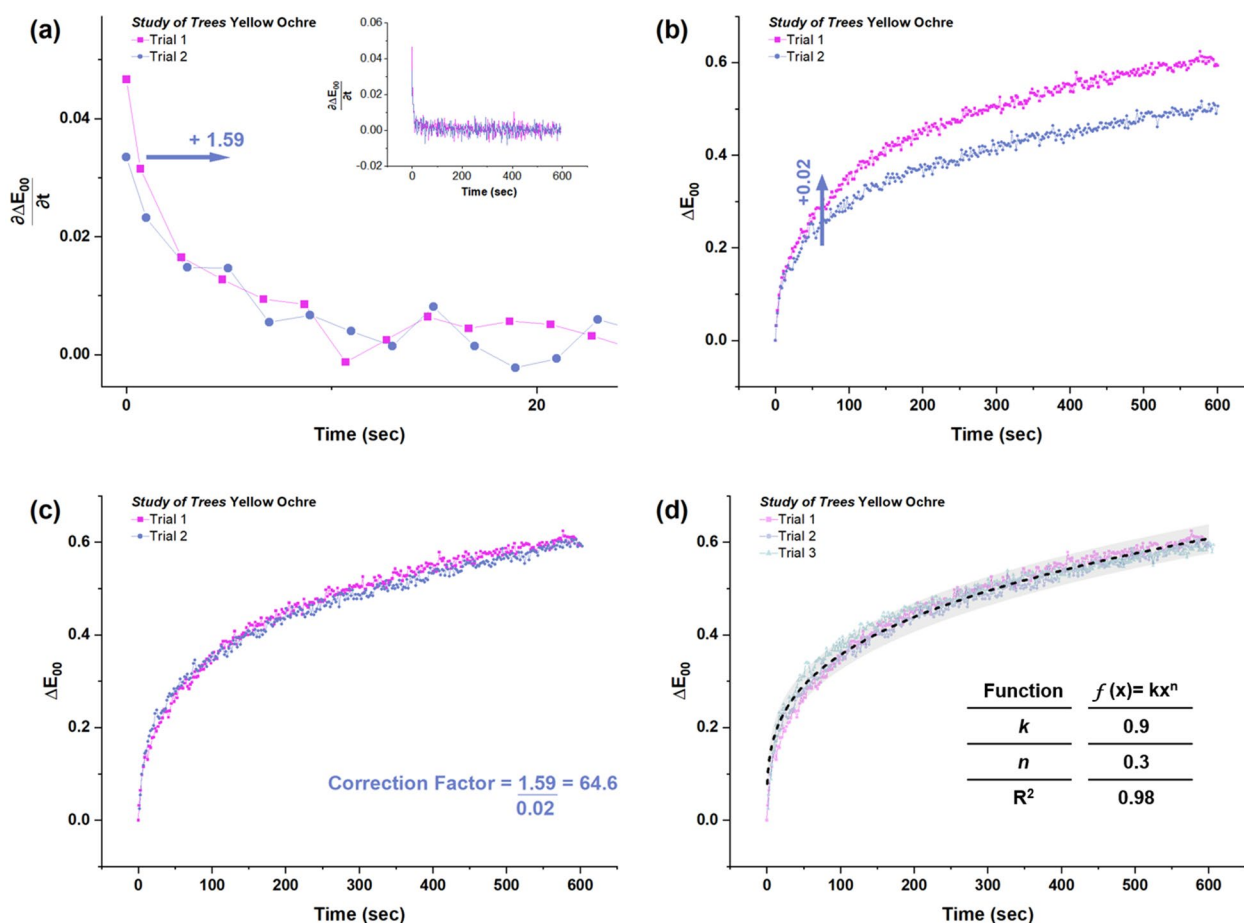 (a)
Study of Trees Yellow Ochre
Trial 1
Trial 2
+ 1.59
∂ΔE00
∂t
0.04
0.02
0.00
0
20
Time (sec)
∂ΔE00
∂t
0.06
0.04
0.02
0.00
-0.02
0
200
400
600
Time (sec)
(b)
Study of Trees Yellow Ochre
Trial 1
Trial 2
+0.02
ΔE00
0.6
0.4
0.2
0.0
0 100 200 300 400 500 600
Time (sec)
(c)
Study of Trees Yellow Ochre
Trial 1
Trial 2
ΔE00
0.6
0.4
0.2
0.0
Correction Factor = 1.59 = 64.6
0.02
0 100 200 300 400 500 600
Time (sec)
(d)
Study of Trees Yellow Ochre
Trial 1
Trial 2
Trial 3
ΔE00
0.6
0.4
0.2
0.0
Function ƒ (x)= kxⁿ
k 0.9
n 0.3
R² 0.98
0 100 200 300 400 500 600
Time (sec)